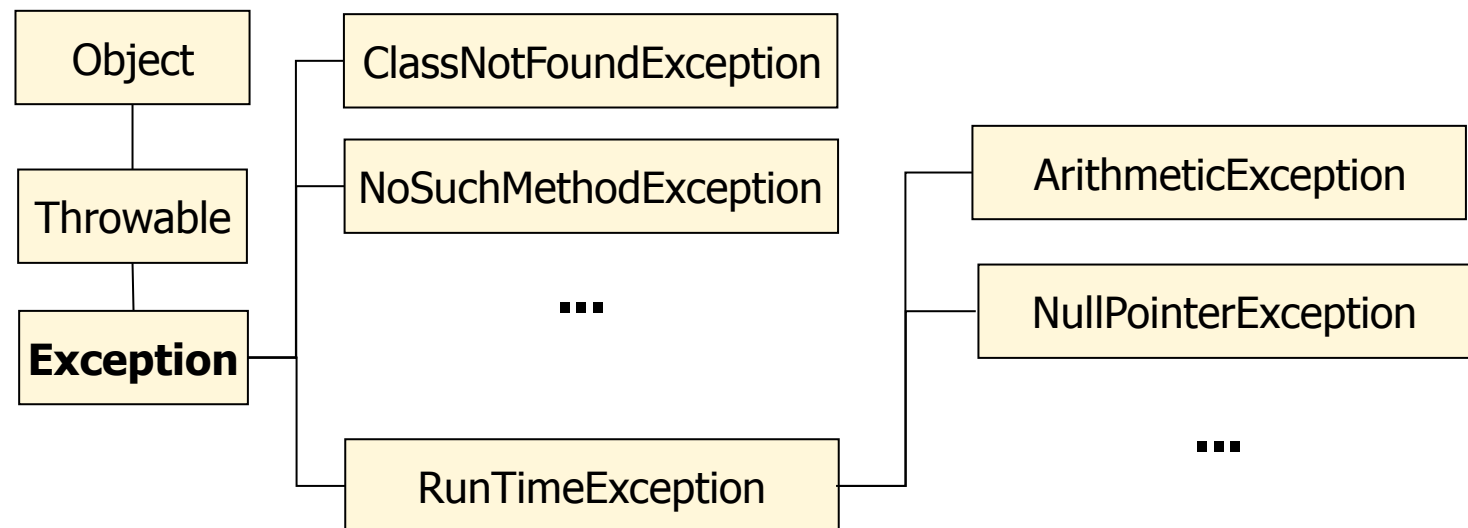 Object
Throwable
Exception
ClassNotFoundException
NoSuchMethodException
...
RunTimeException
ArithmeticException
NullPointerException
...